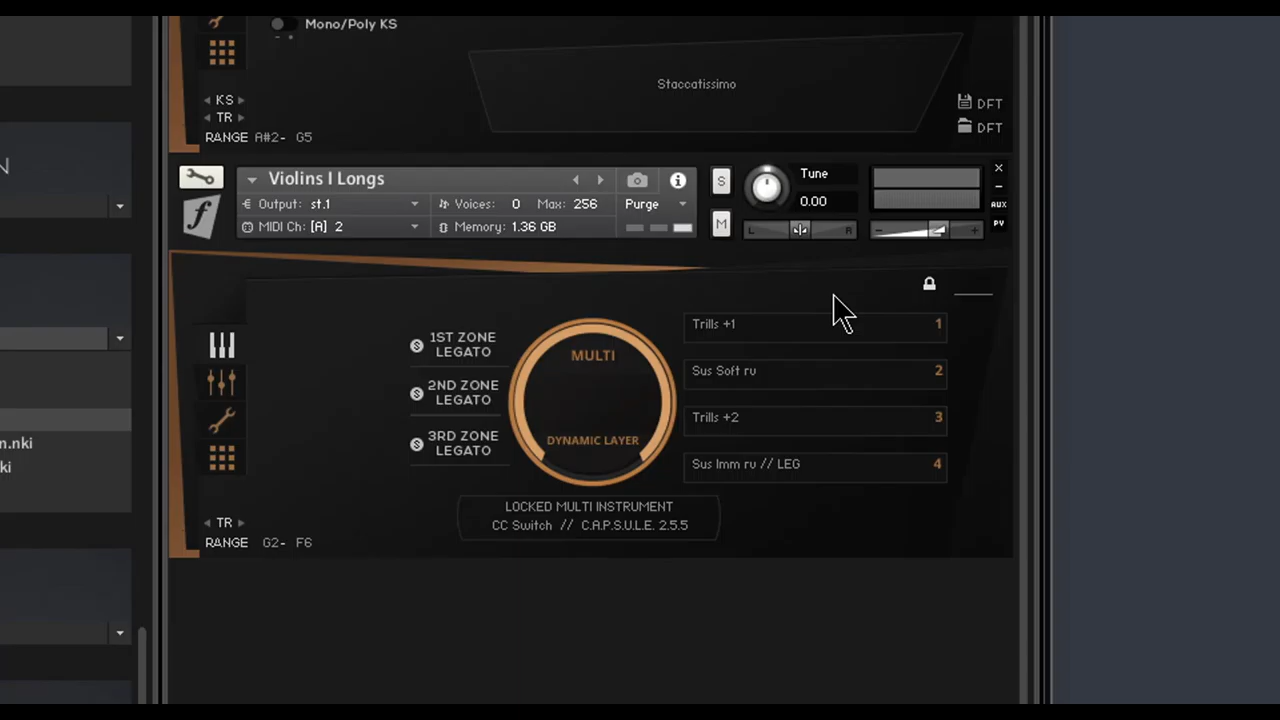 Mono/Poly KS
Staccatissimo
KS
TR
RANGE A#2- G5
DFT
DFT
N
Violins I Longs
Output: st.1
Voices: 0 Max: 256
Purge
MIDI Ch: [A] 2
Memory: 1.36 GB
S
M
Tune
0.00
L R
AUX
PV
1ST ZONE
LEGATO
2ND ZONE
LEGATO
3RD ZONE
LEGATO
MULTI
DYNAMIC LAYER
Trills +1 1
Sus Soft rv 2
Trills +2 3
Sus Imm rv // LEG 4
n.nki
ki
LOCKED MULTI INSTRUMENT
CC Switch // C.A.P.S.U.L.E. 2.5.5
TR
RANGE G2- F6